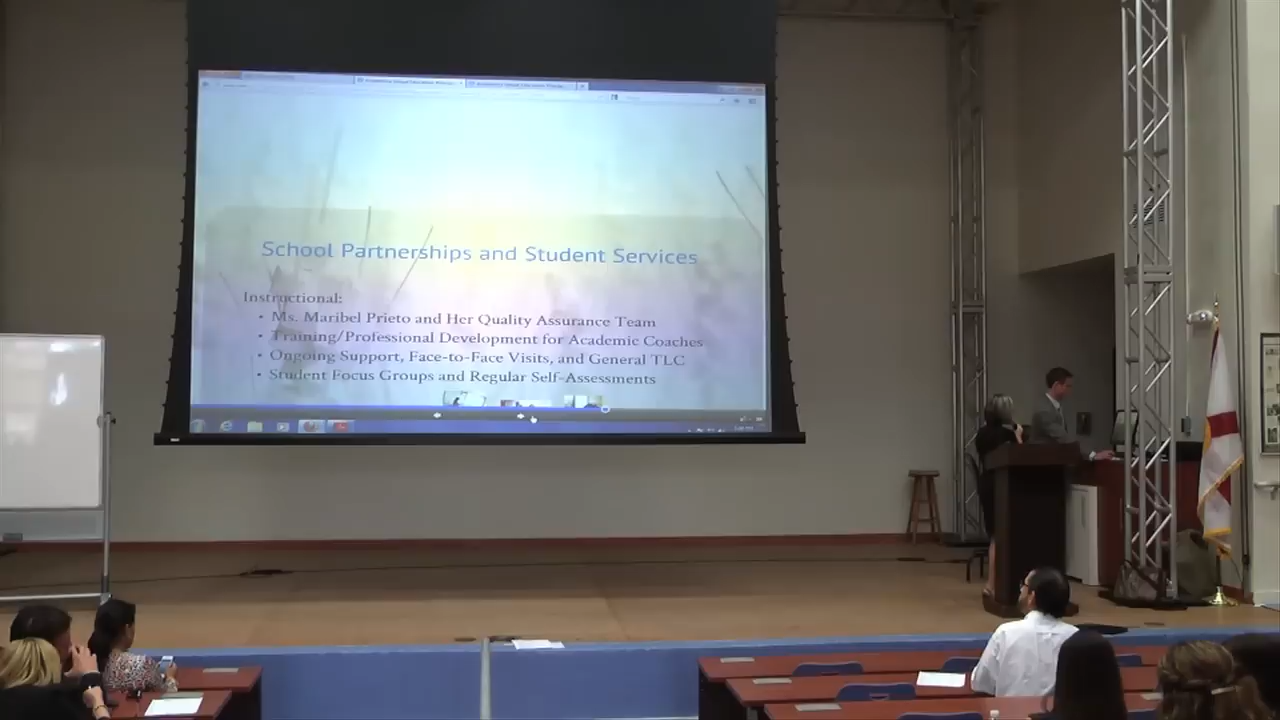 School Partnerships and Student Services
Instructional:
• Ms. Maribel Prieto and Her Quality Assurance Team
• Training/Professional Development for Academic Coaches
• Ongoing Support, Face-to-Face Visits, and General TLC
• Student Focus Groups and Regular Self-Assessments